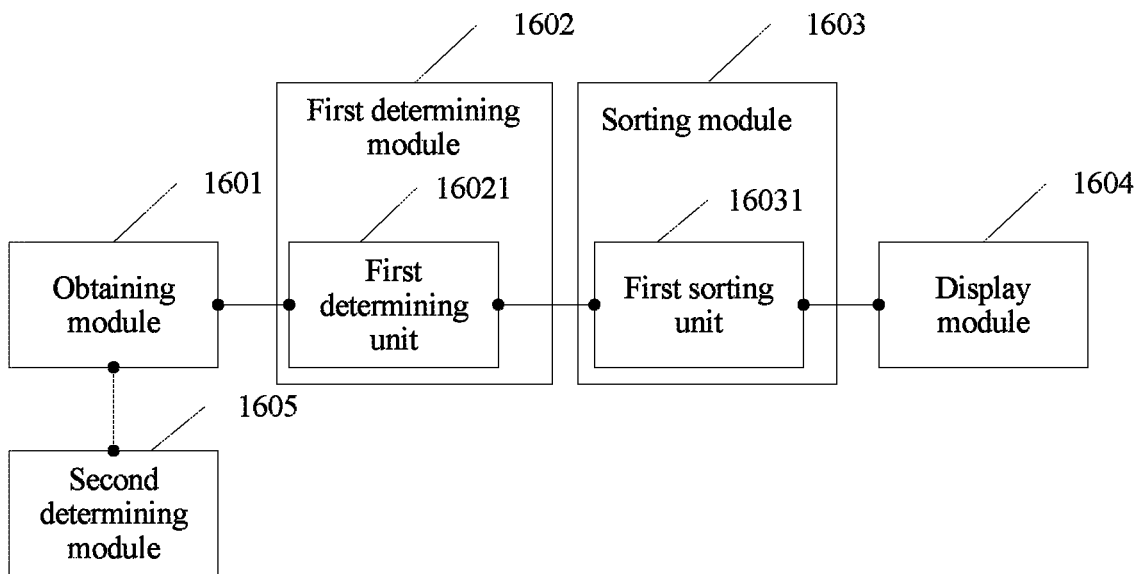 1602
1603
First determining
module
Sorting module
1601
16021
16031
1604
Obtaining
module
First
determining
unit
First sorting
unit
Display
module
1605
Second
determining
module